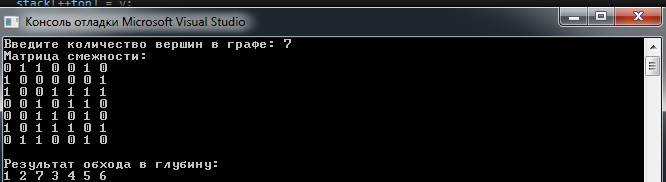 stack[++top] = v;
Консоль отладки Microsoft Visual Studio
Введите количество вершин в графе: 7
Матрица смежности:
0 1 1 0 0 1 0
1 0 0 0 0 0 1
1 0 0 1 1 1 1
0 0 1 0 1 1 0
0 0 1 1 0 1 0
1 0 1 1 1 0 1
0 1 1 0 0 1 0
Результат обхода в глубину:
1 2 7 3 4 5 6